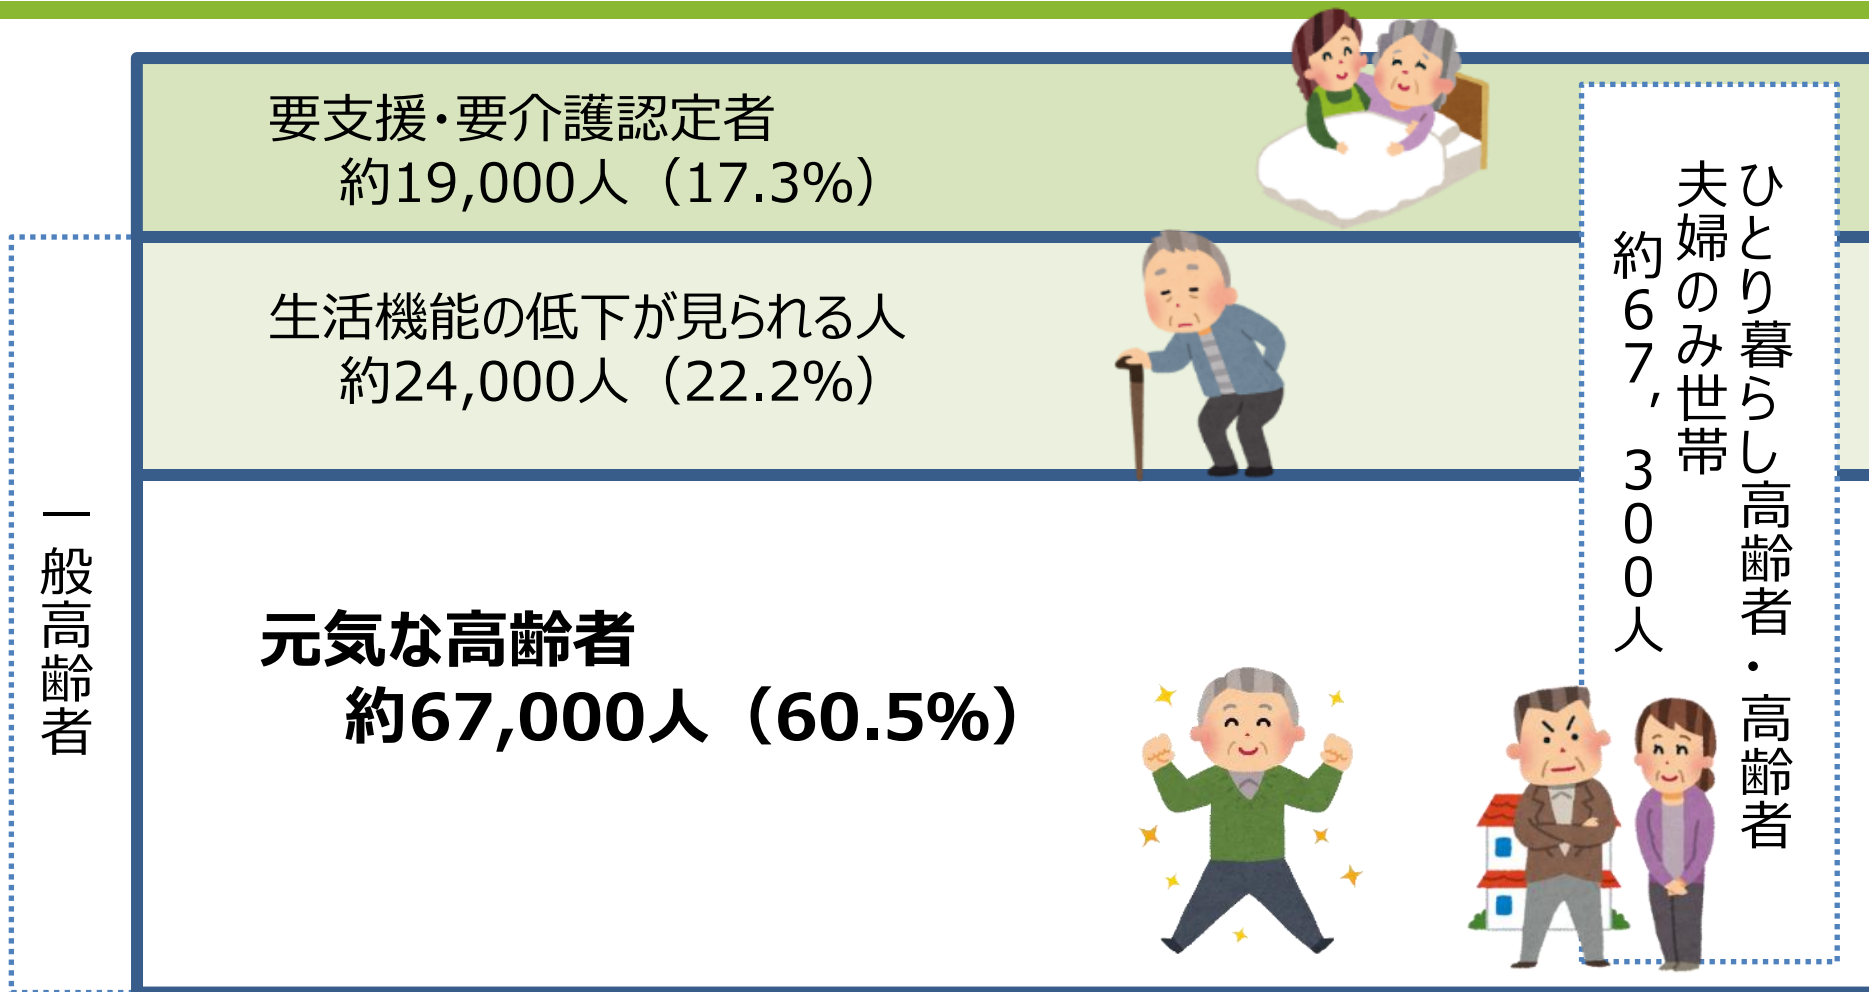 要支援・要介護認定者
約19,000人（17.3%）
生活機能の低下が見られる人
約24,000人（22.2%）
一般高齢者
元気な高齢者
約67,000人（60.5%）
ひとり暮らし高齢者・高齢者
夫婦のみ世帯
約67,300人